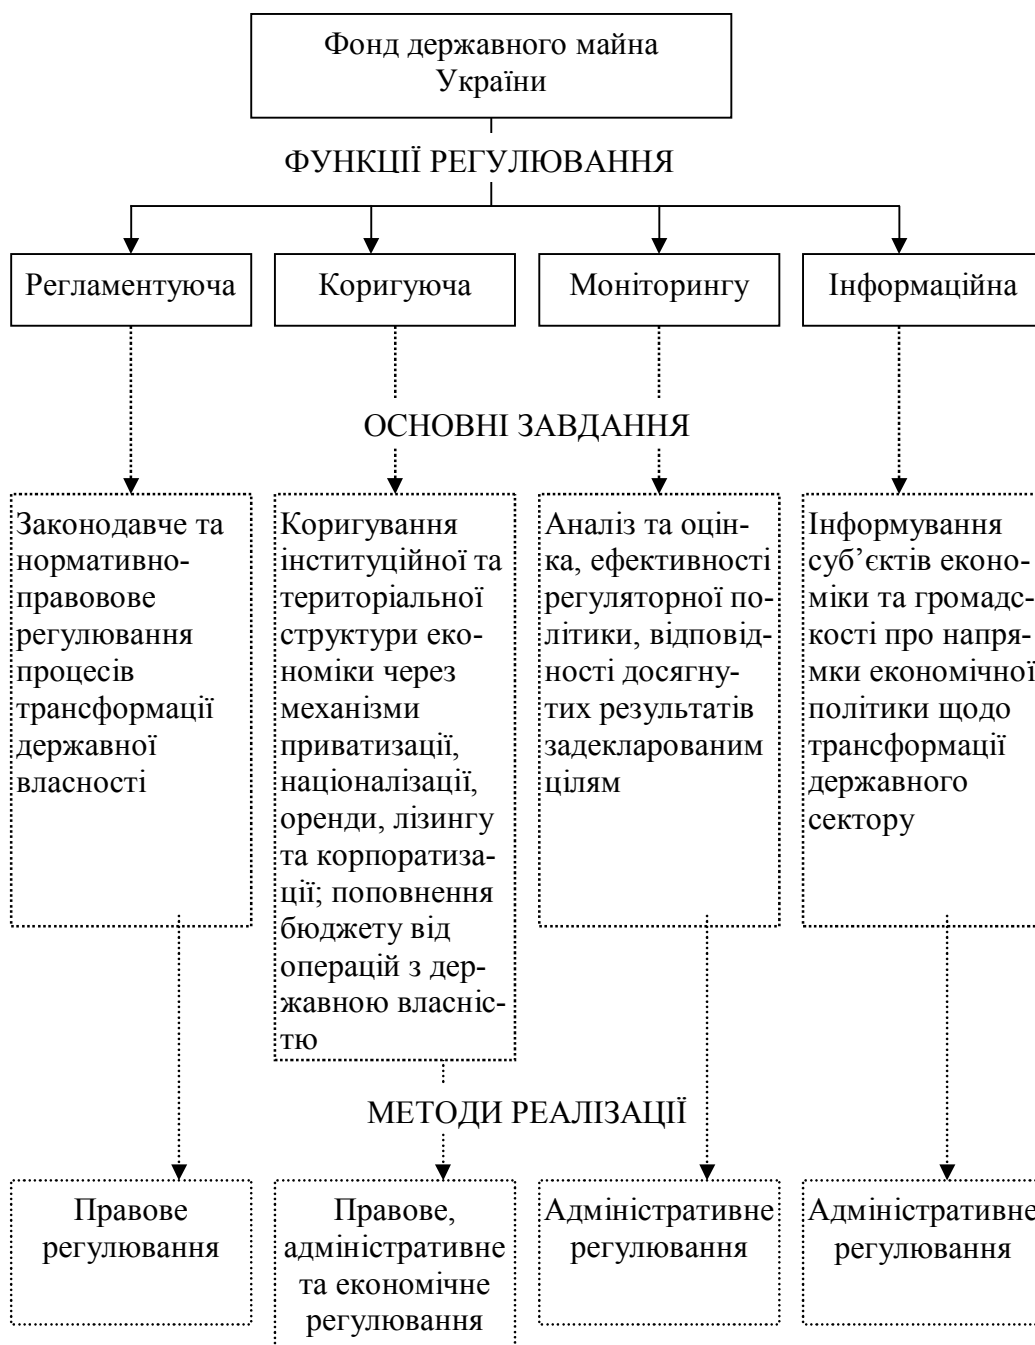 Фонд державного майна
України
ФУНКЦІЇ РЕГУЛЮВАННЯ
Регламентуюча
Коригуюча
Моніторингу
Інформаційна
ОСНОВНІ ЗАВДАННЯ
Законодавче та
нормативно-
правовове
регулювання
процесів
трансформації
державної
власності
Коригування
інституційної та
територіальної
структури еко-
номіки через
механізми
приватизації,
націоналізації,
оренди, лізингу
та корпоратиза-
ції; поповнення
бюджету від
операцій з дер-
жавною власніс-
тю
Аналіз та оцін-
ка, ефективності
регуляторної по-
літики, відповід-
ності досягну-
тих результатів
задекларованим
цілям
Інформування
суб’єктів еконо-
міки та громадс-
кості про напря-
мки економічної
політики щодо
трансформації
державного
сектору
МЕТОДИ РЕАЛІЗАЦІЇ
Правове
регулювання
Правове,
адміністративне
та економічне
регулювання
Адміністративне
регулювання
Адміністративне
регулювання